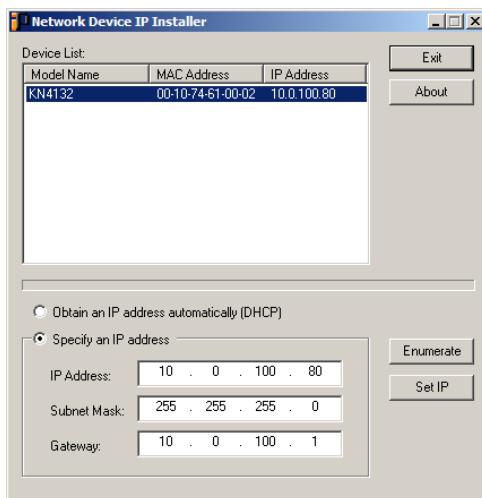 Network Device IP Installer
Device List:
Exit
Model Name MAC Address IP Address
KN4132 00-10-74-61-00-02 10.0.100.80
About
Obtain an IP address automatically (DHCP)
Specify an IP address
Enumerate
IP Address: 10 . 0 . 100 . 80
Set IP
Subnet Mask: 255 . 255 . 255 . 0
Gateway: 10 . 0 . 100 . 1